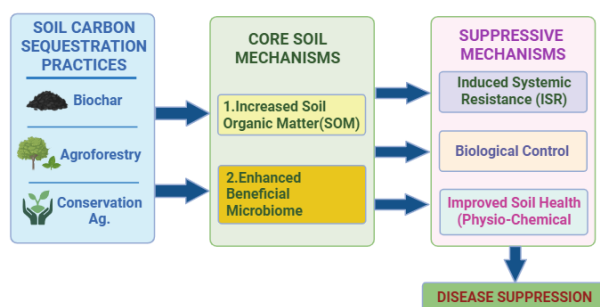 SOIL CARBON
SEQUESTRATION
PRACTICES
Biochar
Agroforestry
Conservation
Ag.
CORE SOIL
MECHANISMS
1.Increased Soil
Organic Matter(SOM)
2.Enhanced
Beneficial
Microbiome
SUPPRESSIVE
MECHANISMS
Induced Systemic
Resistance (ISR)
Biological Control
Improved Soil Health
(Physio-Chemical
DISEASE SUPPRESSION